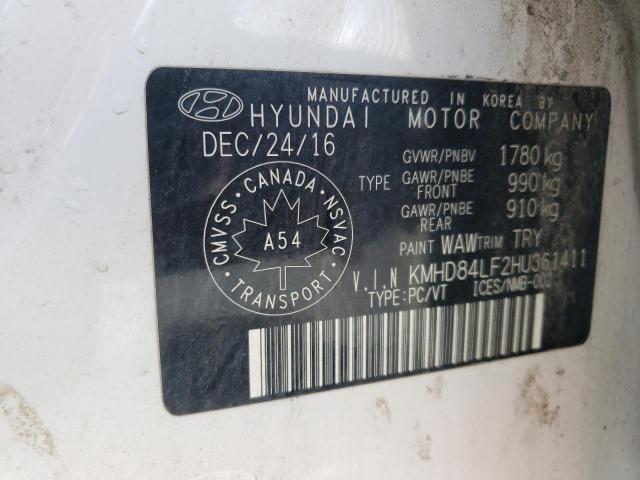 MANUFACTURED IN KOREA BY
HYUNDAI MOTOR COMPANY
DEC/24/16
GVWR/PNBV 1780 kg
TYPE GAWR/PNBE FRONT 990 kg
GAWR/PNBE REAR 910 kg
PAINT WAW TRIM TRY
CMVSS · CANADA · NSVAC
A54
TRANSPORT
V.I.N KMHD84LF2HU361411
TYPE:PC/VT ICES/NMB-002